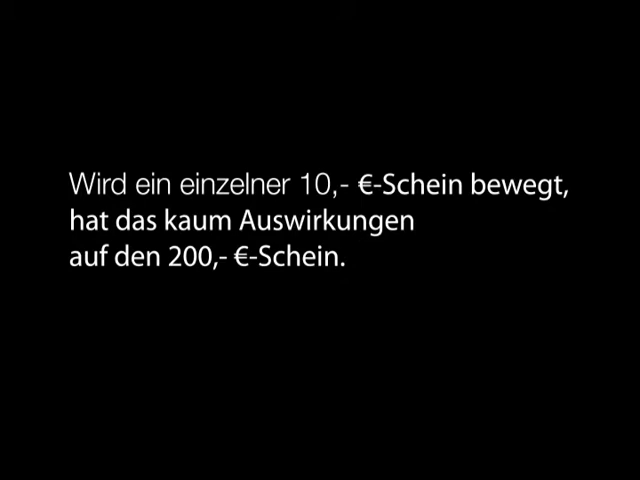 Wird ein einzelner 10,- €-Schein bewegt,
hat das kaum Auswirkungen
auf den 200,- €-Schein.